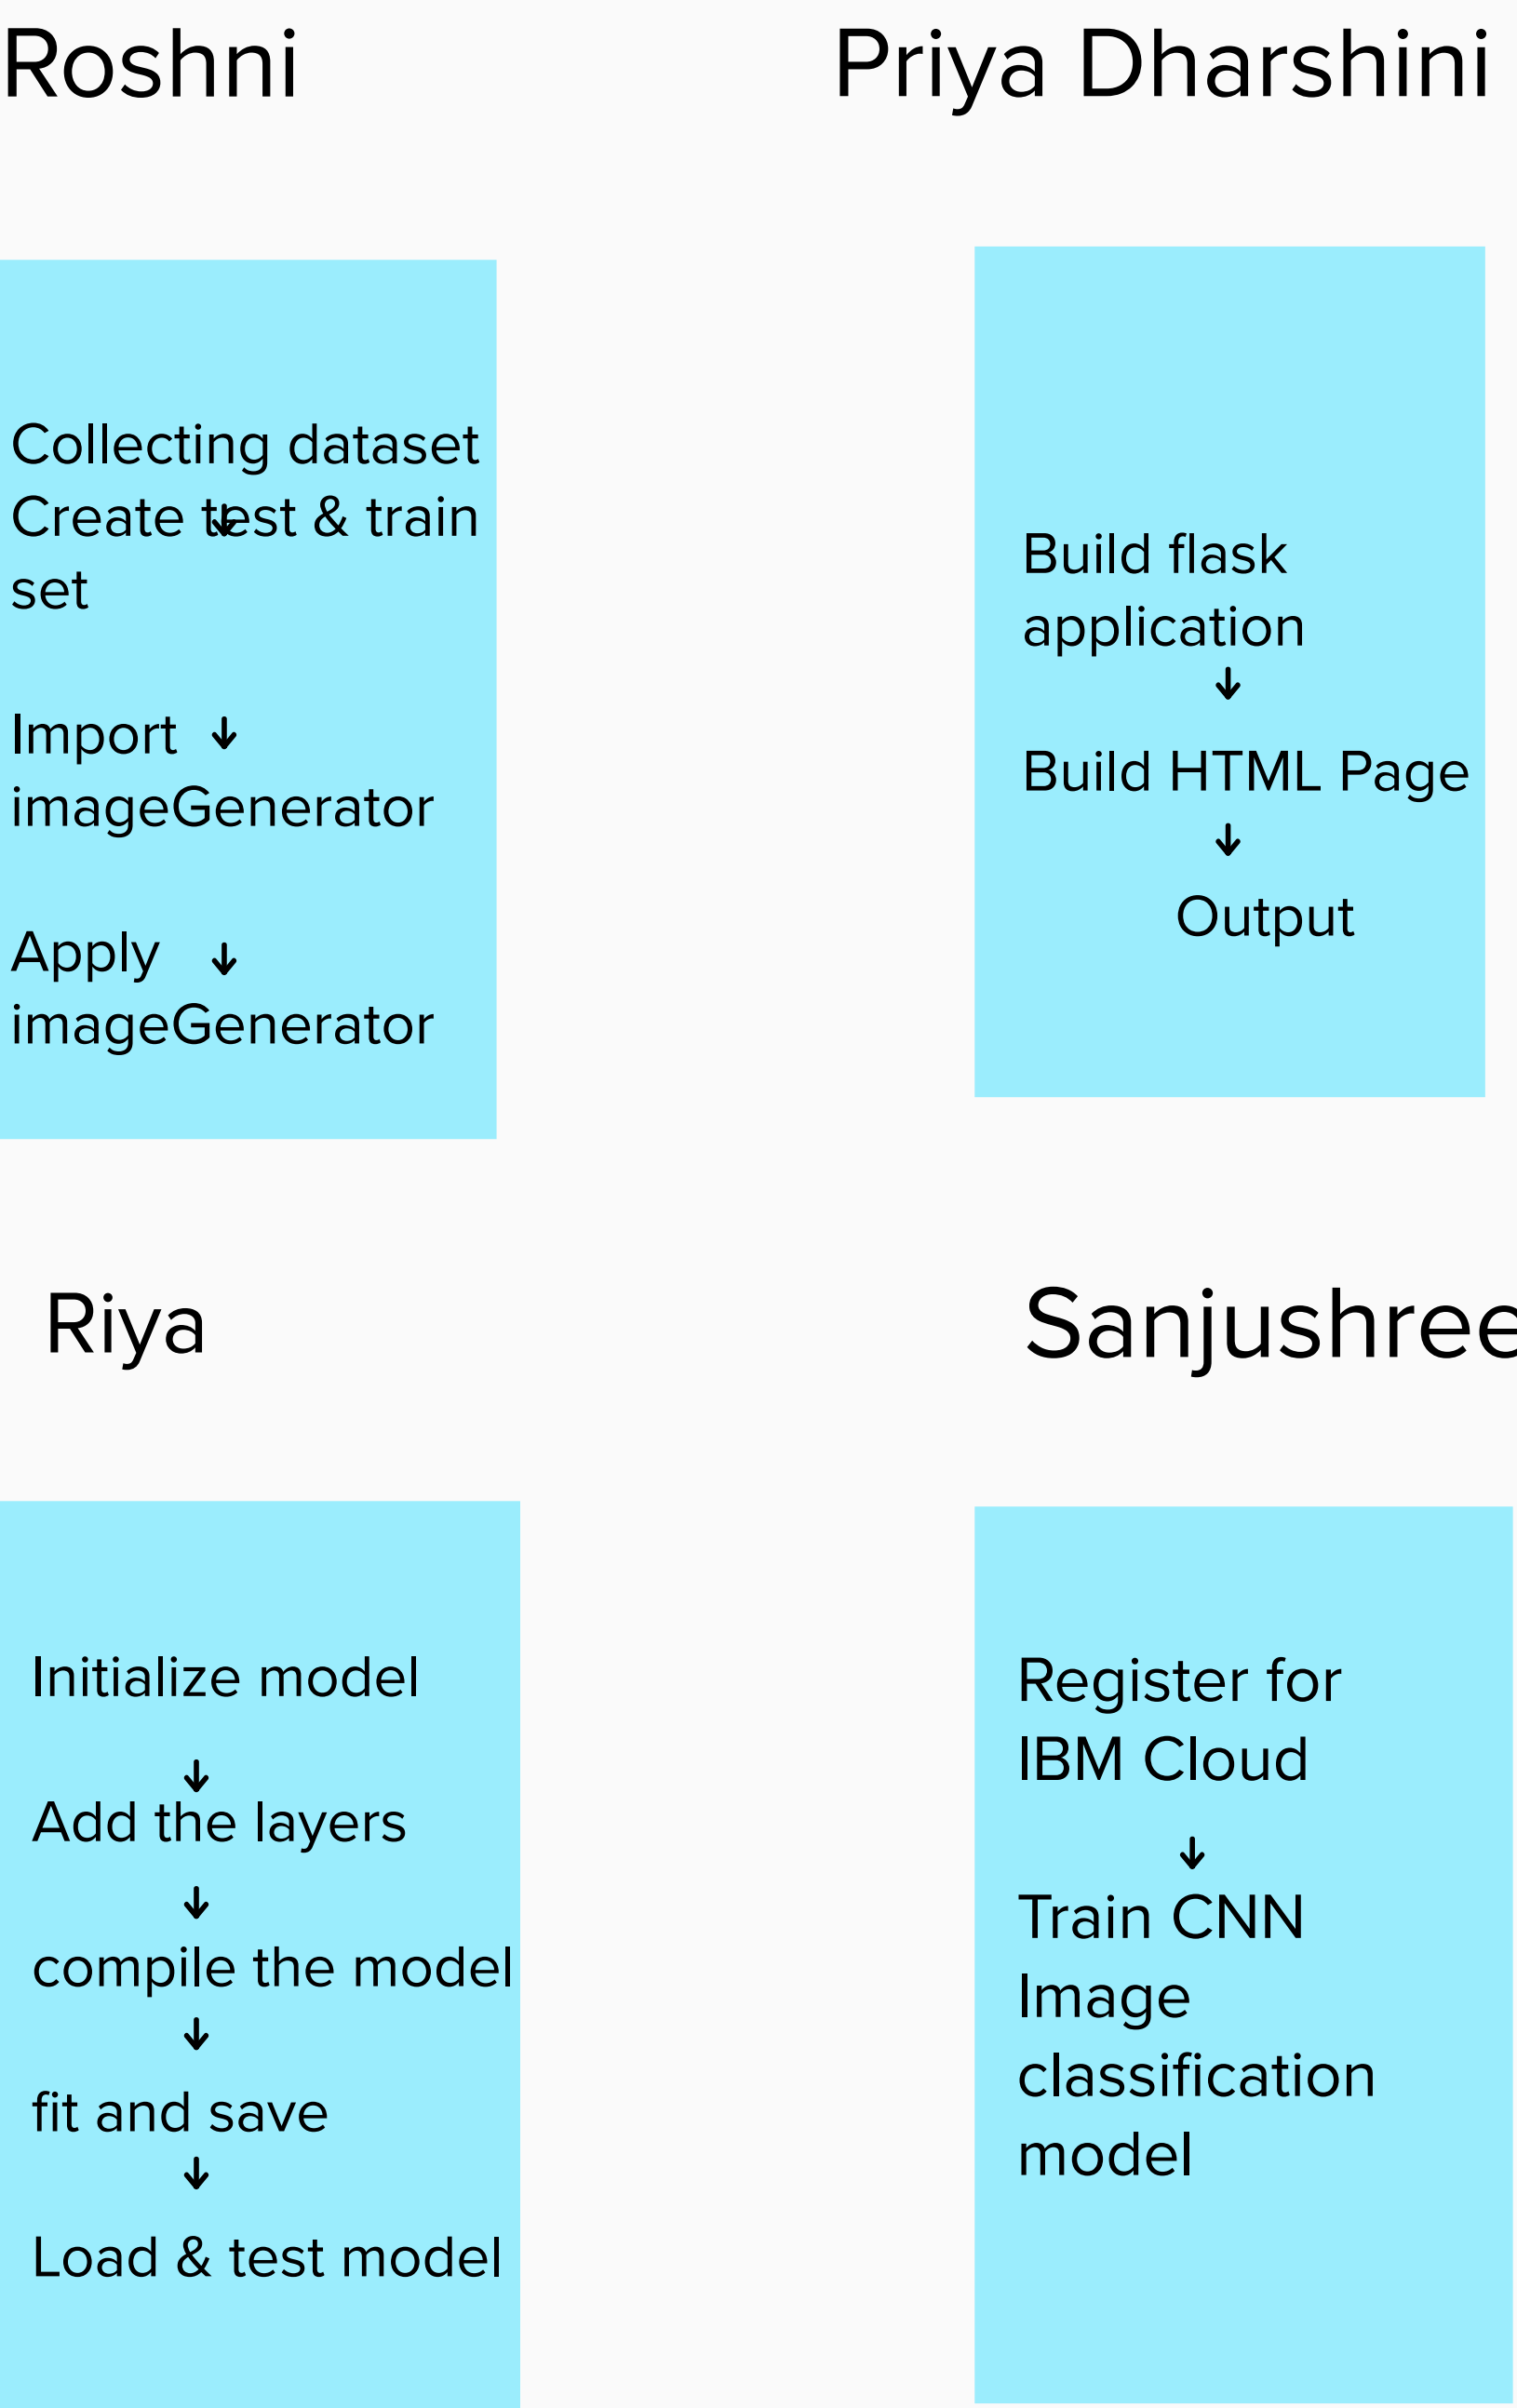 Roshni
Collecting dataset
Create test & train
set
Import
imageGenerator
Apply
imageGenerator
Priya Dharshini
Build flask
application
Build HTML Page
Output
Riya
Initialize model
Add the layers
compile the model
fit and save
Load & test model
Sanjushree
Register for
IBM Cloud
Train CNN
Image
classification
model